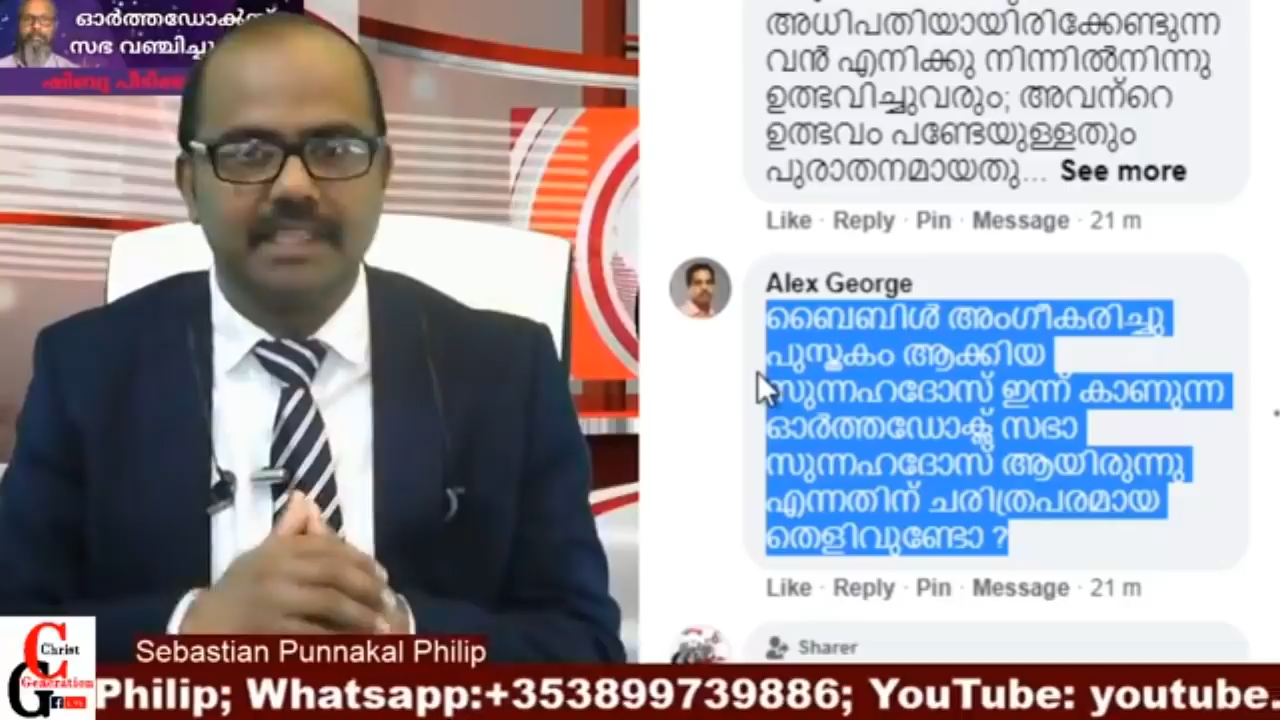 ഓർത്തഡോക്സ്
സഭ വഞ്ചിച്ചു
അധിപതിയായിരിക്കേണ്ടുന്ന
വൻ എനിക്കു നിന്നിൽനിന്നു
ഉത്ഭവിച്ചുവരും; അവന്റെ
ഉത്ഭവം പണ്ടേയുള്ളതും
പുരാതനമായതു... See more
Like · Reply · Pin · Message · 21 m
Alex George
ബൈബിൾ അംഗീകരിച്ചു
പുസ്തകം ആക്കിയ
സുന്നഹദോസ് ഇന്ന് കാണുന്ന
ഓർത്തഡോക്സ് സഭാ
സുന്നഹദോസ് ആയിരുന്നു
എന്നതിന് ചരിത്രപരമായ
തെളിവുണ്ടോ ?
Like · Reply · Pin · Message · 21 m
Sharer
Sebastian Punnakal Philip
Christ
Generation
Philip; Whatsapp:+353899739886; YouTube: youtube.